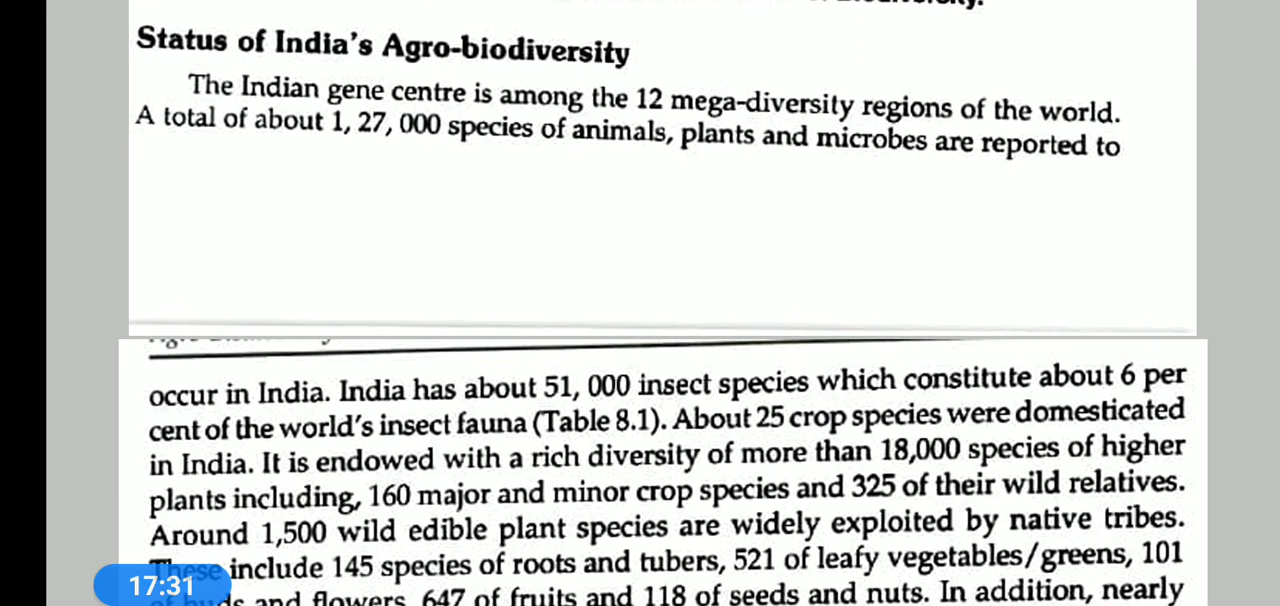 Status of India's Agro-biodiversity
The Indian gene centre is among the 12 mega-diversity regions of the world.
A total of about 1, 27, 000 species of animals, plants and microbes are reported to
occur in India. India has about 51, 000 insect species which constitute about 6 per
cent of the world's insect fauna (Table 8.1). About 25 crop species were domesticated
in India. It is endowed with a rich diversity of more than 18,000 species of higher
plants including, 160 major and minor crop species and 325 of their wild relatives.
Around 1,500 wild edible plant species are widely exploited by native tribes.
These include 145 species of roots and tubers, 521 of leafy vegetables/greens, 101
of buds and flowers, 647 of fruits and 118 of seeds and nuts. In addition, nearly
17:31